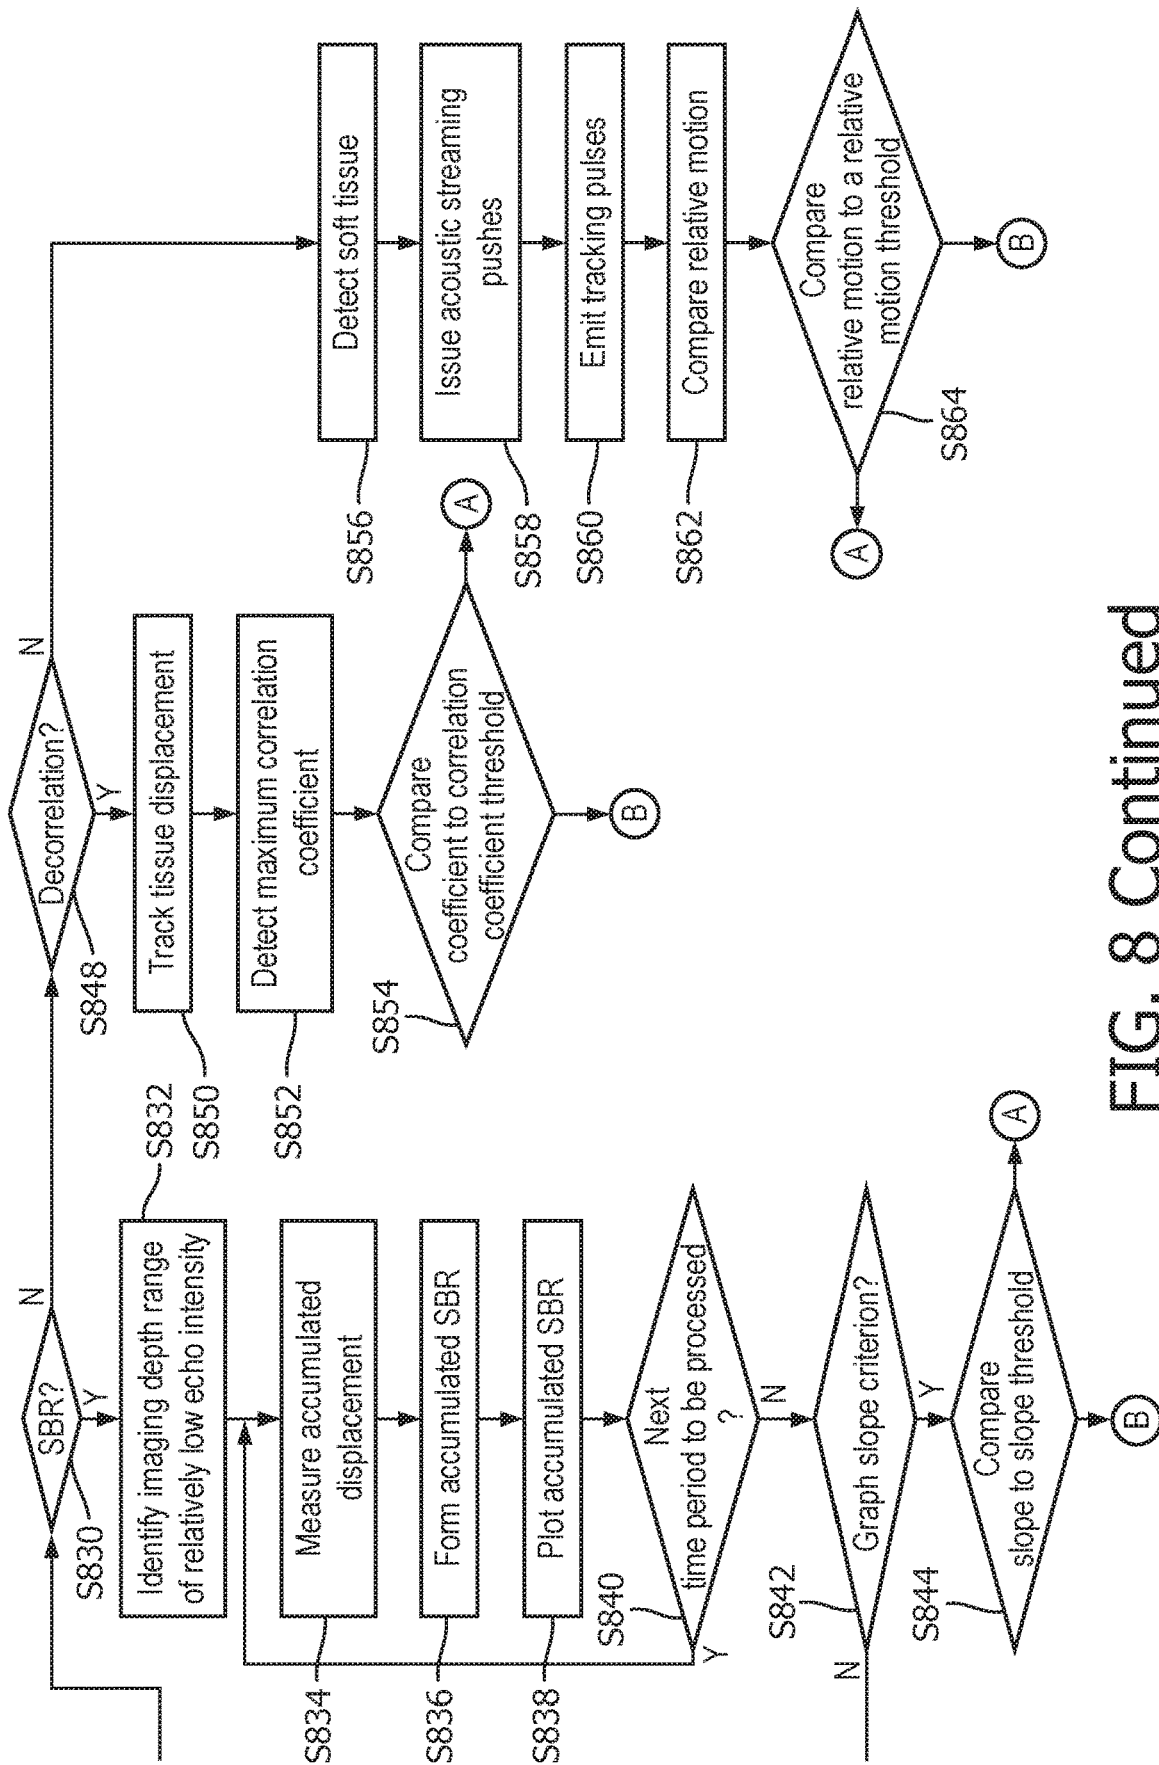 SBR?
N
Y
S830
Identify imaging depth range
of relatively low echo intensity
S832
Measure accumulated
displacement
S834
Form accumulated SBR
S836
Plot accumulated SBR
S838
Next
time period to be processed
?
S840
Y
N
Graph slope criterion?
S842
N
Y
Compare
slope to slope threshold
S844
A
B
Decorrelation?
N
Y
S848
Track tissue displacement
S850
Detect maximum correlation
coefficient
S852
Compare
coefficient to correlation
coefficient threshold
S854
A
B
Detect soft tissue
S856
Issue acoustic streaming
pushes
S858
Emit tracking pulses
S860
Compare relative motion
S862
Compare
relative motion to a relative
motion threshold
S864
A
B
FIG. 8 Continued